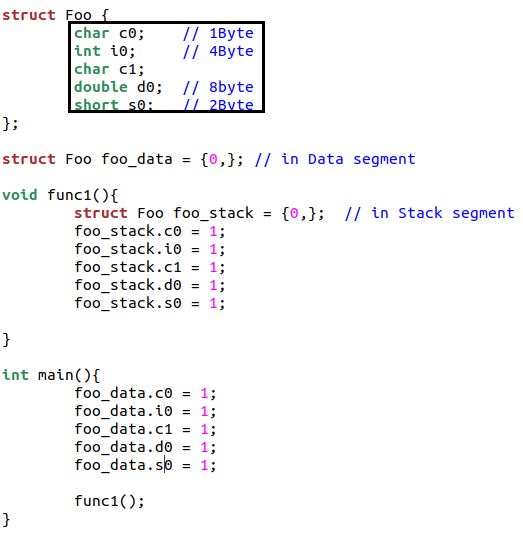 struct Foo {
char c0; // 1Byte
int i0; // 4Byte
char c1;
double d0; // 8byte
short s0; // 2Byte
};
struct Foo foo_data = {0,}; // in Data segment
void func1(){
struct Foo foo_stack = {0,}; // in Stack segment
foo_stack.c0 = 1;
foo_stack.i0 = 1;
foo_stack.c1 = 1;
foo_stack.d0 = 1;
foo_stack.s0 = 1;
}
int main(){
foo_data.c0 = 1;
foo_data.i0 = 1;
foo_data.c1 = 1;
foo_data.d0 = 1;
foo_data.s0 = 1;
func1();
}